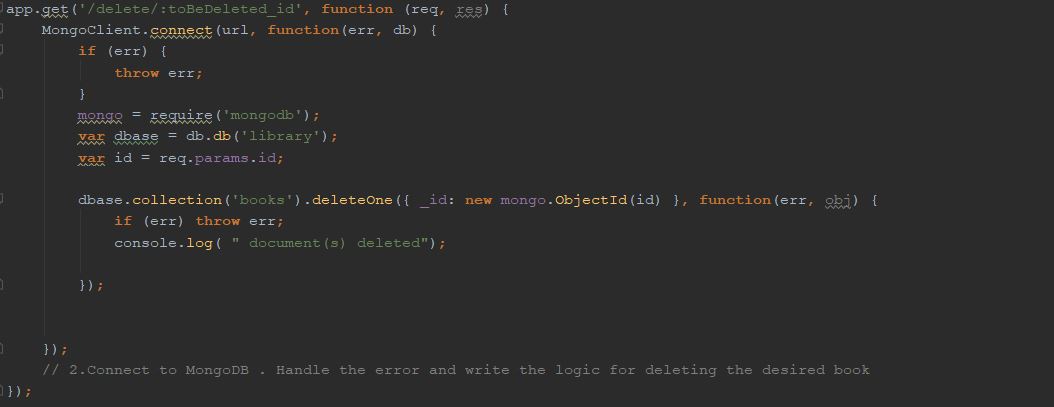 app.get('/delete/:toBeDeleted_id', function (req, res) {
    MongoClient.connect(url, function(err, db) {
        if (err) {
            throw err;
        }
        mongo = require('mongodb');
        var dbase = db.db('library');
        var id = req.params.id;
        dbase.collection('books').deleteOne({ _id: new mongo.ObjectId(id) }, function(err, obj) {
            if (err) throw err;
            console.log( " document(s) deleted");
        });
    });
    // 2.Connect to MongoDB . Handle the error and write the logic for deleting the desired book
});